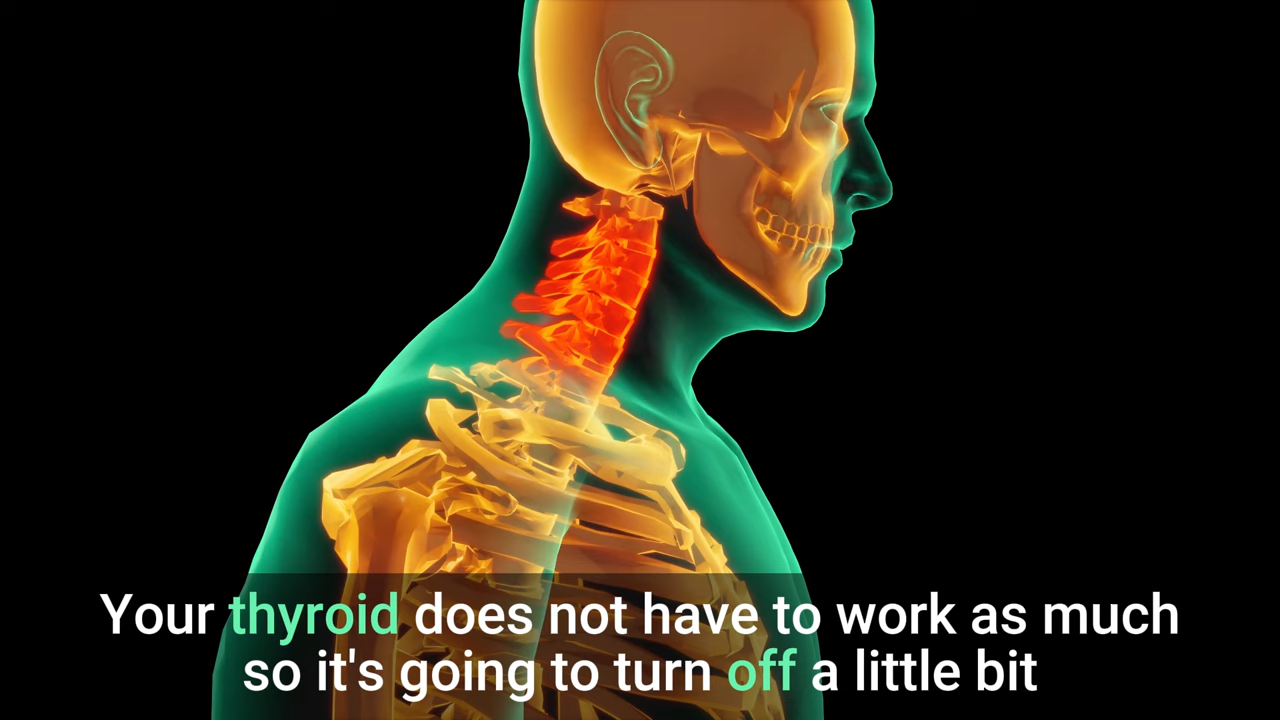 Your thyroid does not have to work as much
so it's going to turn off a little bit